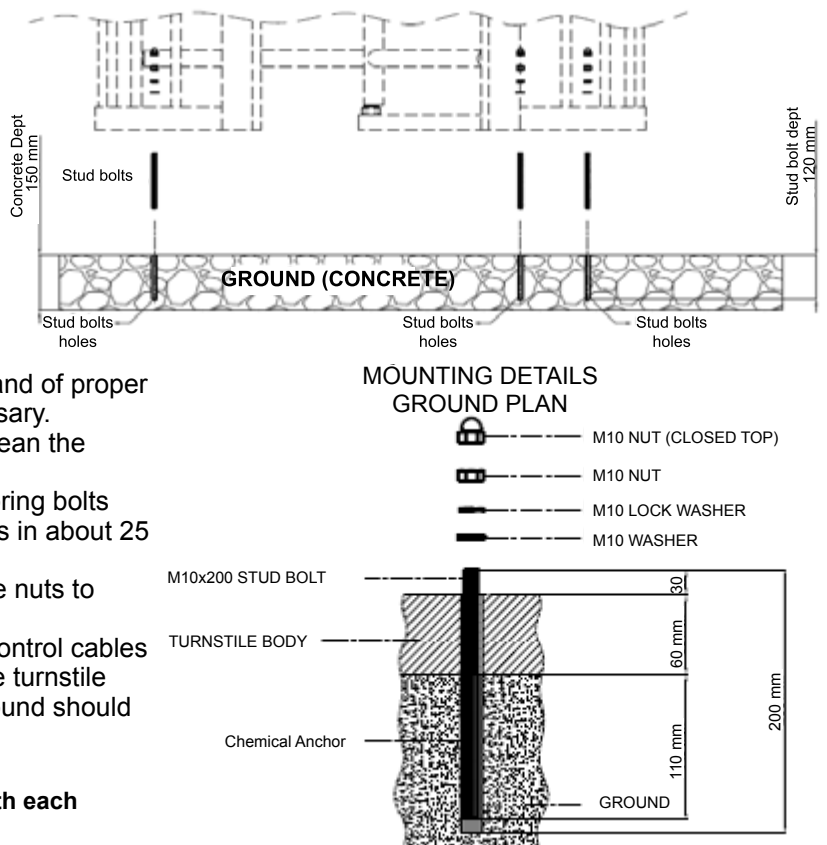 Concrete Dept
150 mm
Stud bolts
Stud bolt dept
120 mm
GROUND (CONCRETE)
Stud bolts
holes
Stud bolts
holes
Stud bolts
holes
and of proper
sary.
ean the
ring bolts
s in about 25
e nuts to
ontrol cables
e turnstile
und should
th each
MOUNTING DETAILS
GROUND PLAN
M10 NUT (CLOSED TOP)
M10 NUT
M10 LOCK WASHER
M10 WASHER
M10x200 STUD BOLT
TURNSTILE BODY
Chemical Anchor
GROUND
30
60 mm
110 mm
200 mm